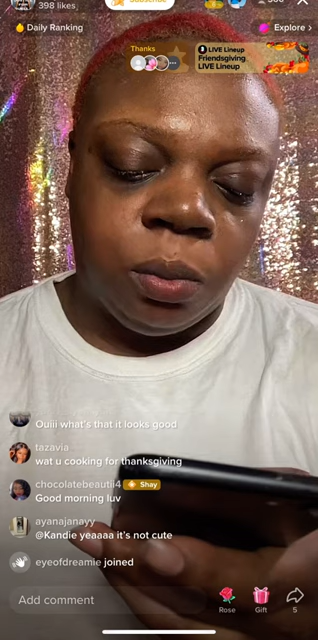 398 likes
Subscribe
Daily Ranking
Explore >
Thanks
LIVE Lineup
Friendsgiving
LIVE Lineup
Ouiii what's that it looks good
tazavia
wat u cooking for thanksgiving
chocolatebeautii4 Shay
Good morning luv
ayanajanayy
@Kandie yeaaaa it's not cute
eyeofdreamie joined
Add comment
Rose
Gift
5